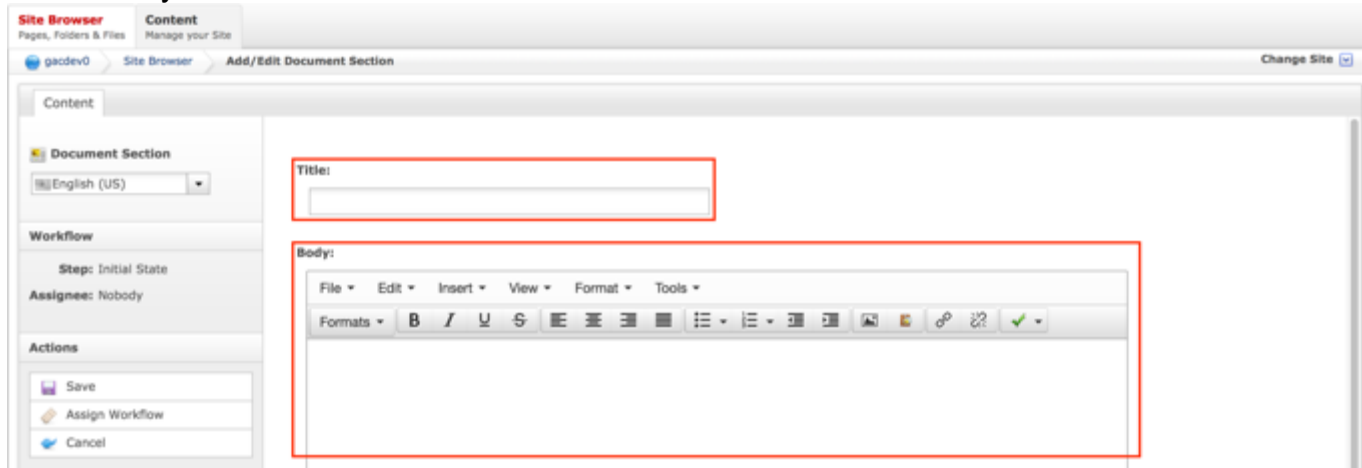 Site Browser
Pages, Folders & Files
Content
Manage your Site
gacdev0 Site Browser Add/Edit Document Section Change Site
Content
Document Section
English (US)
Workflow
Step: Initial State
Assignee: Nobody
Actions
Save
Assign Workflow
Cancel
Title:
Body:
File Edit Insert View Format Tools
Formats B I U S